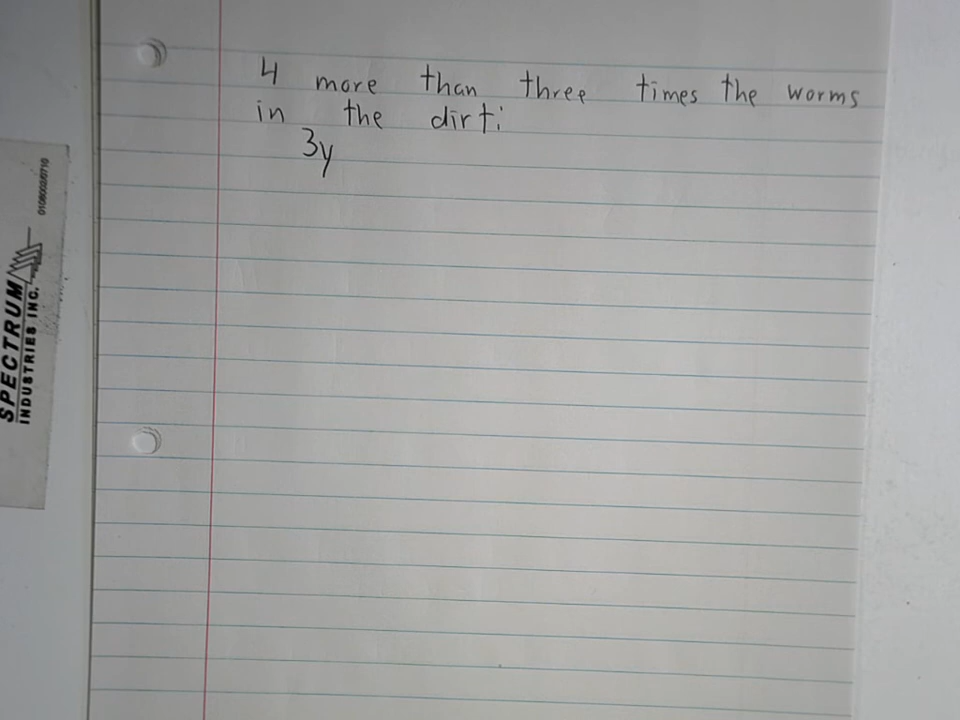 4 more than three times the worms
in the dirt:
3y
SPECTRUM
INDUSTRIES INC.